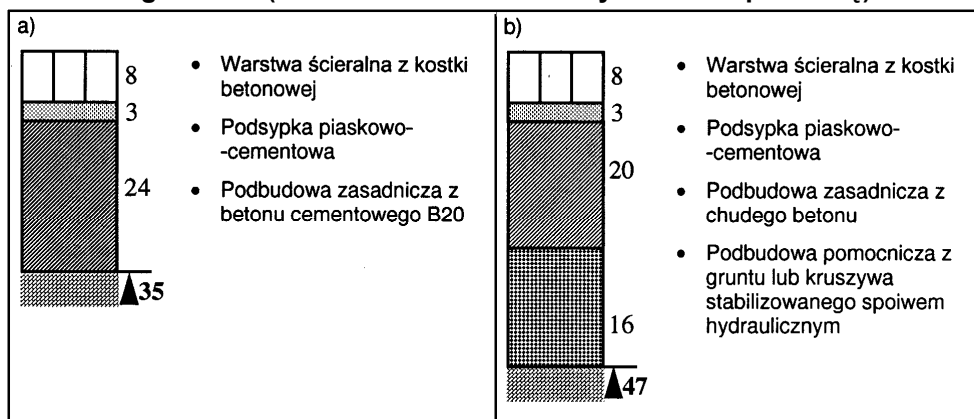 a)
8
3
24
35
• Warstwa ścieralna z kostki
betonowej
• Podsypka piaskowo-
-cementowa
• Podbudowa zasadnicza z
betonu cementowego B20
b)
8
3
20
16
47
• Warstwa ścieralna z kostki
betonowej
• Podsypka piaskowo-
-cementowa
• Podbudowa zasadnicza z
chudego betonu
• Podbudowa pomocnicza z
gruntu lub kruszywa
stabilizowanego spoiwem
hydraulicznym